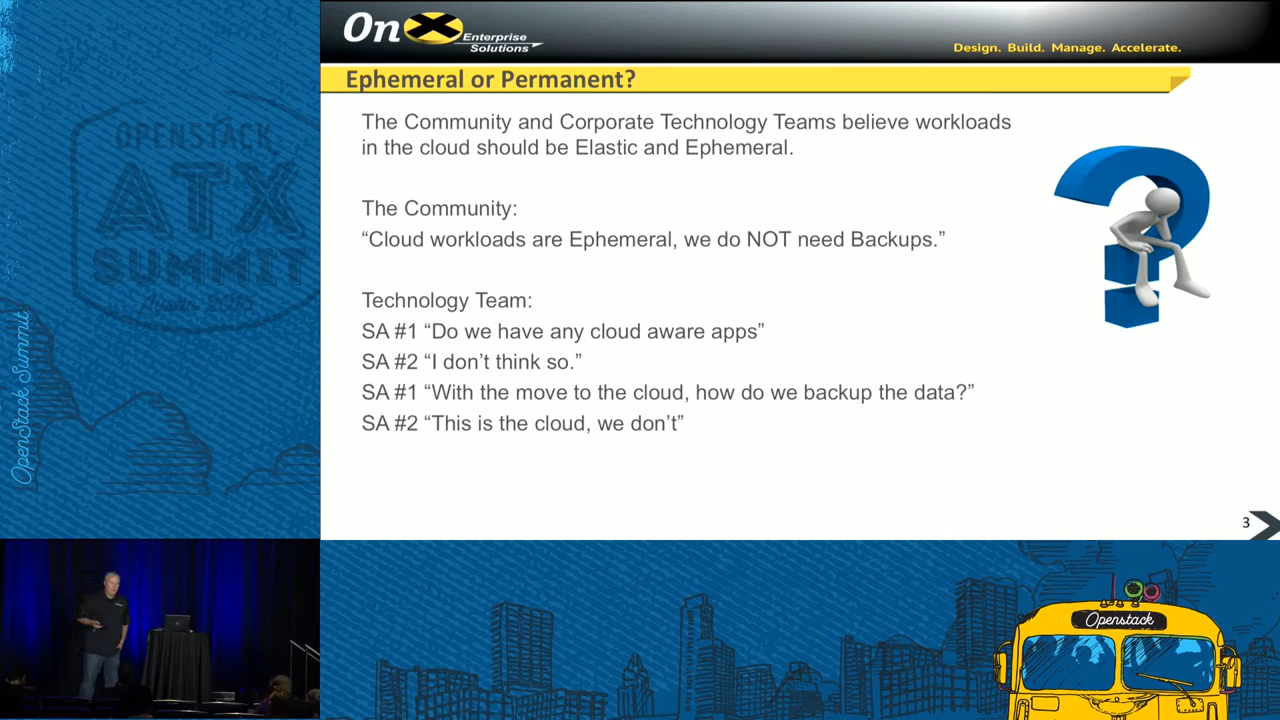 OnX Enterprise
Solutions
Design. Build. Manage. Accelerate.
Ephemeral or Permanent?
The Community and Corporate Technology Teams believe workloads
in the cloud should be Elastic and Ephemeral.
The Community:
“Cloud workloads are Ephemeral, we do NOT need Backups.”
Technology Team:
SA #1 “Do we have any cloud aware apps”
SA #2 “I don’t think so.”
SA #1 “With the move to the cloud, how do we backup the data?”
SA #2 “This is the cloud, we don’t”
3
OPENSTACK
ATX
SUMMIT
Austin 2016
OpenStack Summit
Openstack